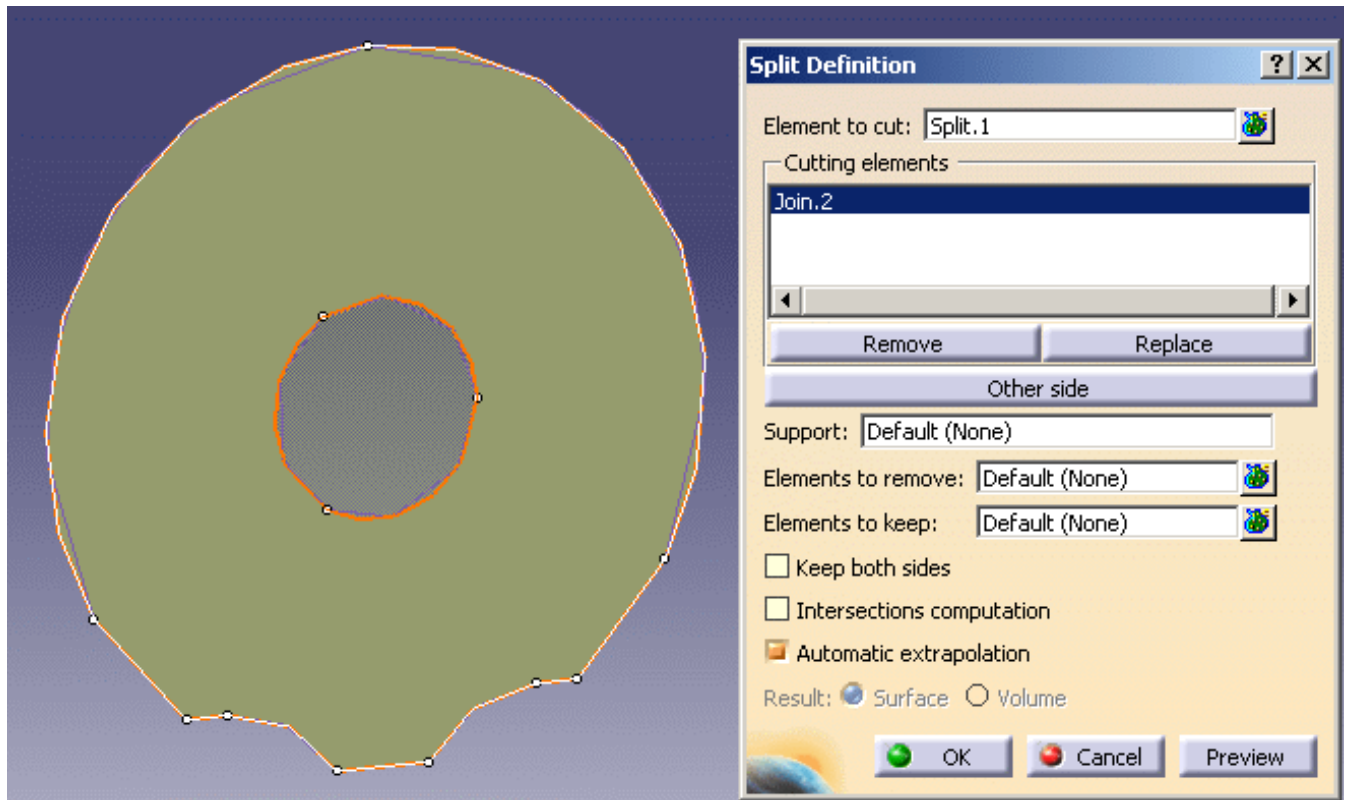 Split Definition
Element to cut: Split.1
Cutting elements
Join.2
Remove Replace
Other side
Support: Default (None)
Elements to remove: Default (None)
Elements to keep: Default (None)
Keep both sides
Intersections computation
Automatic extrapolation
Result: Surface Volume
OK Cancel Preview